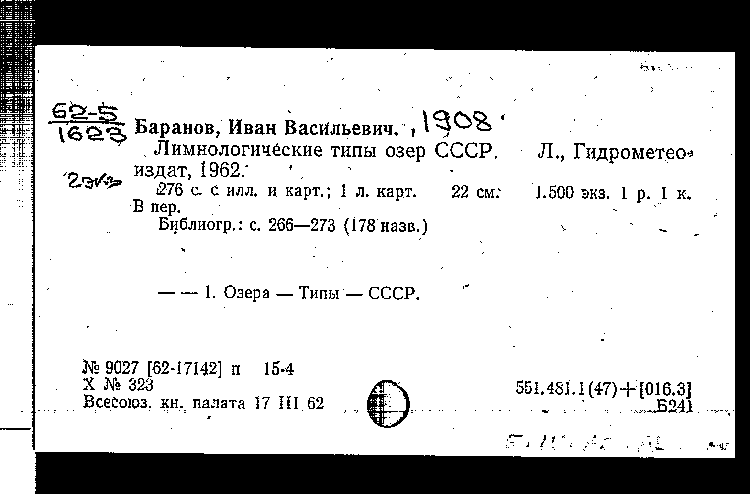 62-5
1623
Баранов, Иван Васильевич. , 1908
Лимнологические типы озер СССР. Л., Гидрометео-
издат, 1962.
2экз
276 с. с илл. и карт.; 1 л. карт. 22 см. 1.500 экз. 1 р. 1 к.
В пер.
Библиогр.: с. 266—273 (178 назв.)
— — 1. Озера — Типы — СССР.
№ 9027 [62-17142] п 15-4
X № 323
Всесоюз. кн. палата 17 III 62
551.481.1(47)+[016.3]
Б241